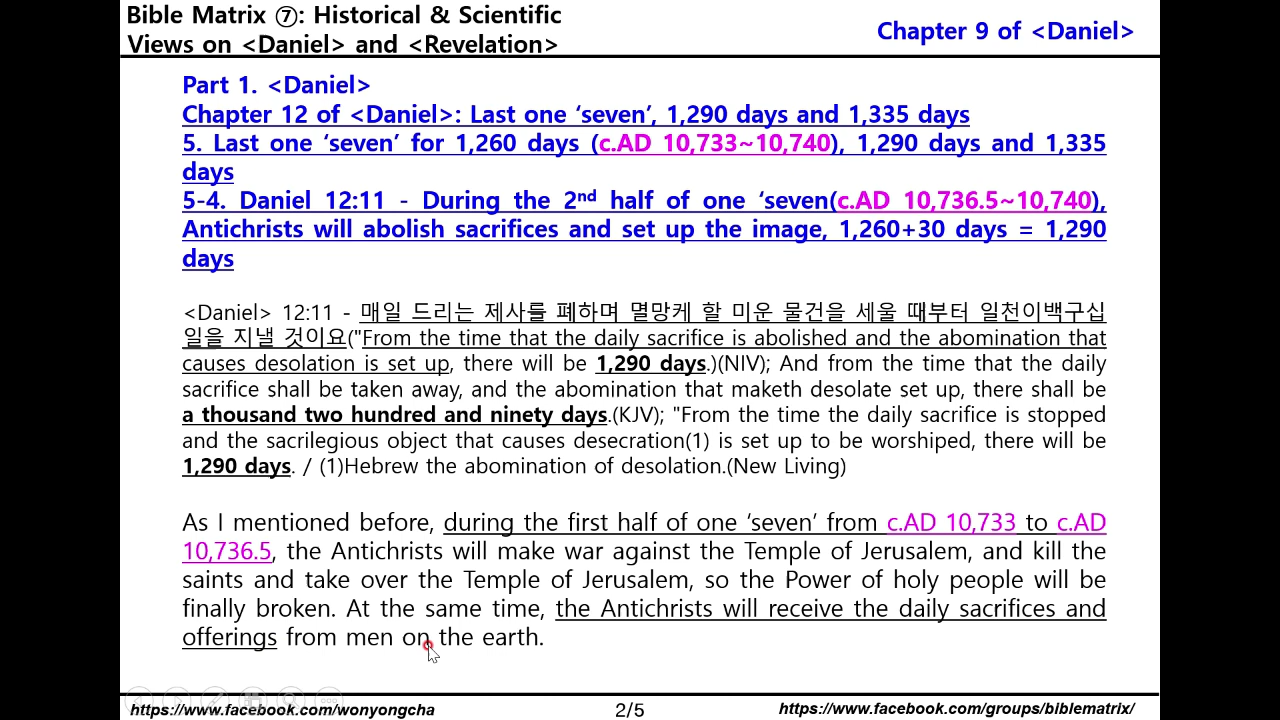 Bible Matrix ⑦: Historical & Scientific
Views on <Daniel> and <Revelation>
Chapter 9 of <Daniel>
Part 1. <Daniel>
Chapter 12 of <Daniel>: Last one ‘seven’, 1,290 days and 1,335 days
5. Last one ‘seven’ for 1,260 days (c.AD 10,733~10,740), 1,290 days and 1,335
days
5-4. Daniel 12:11 - During the 2nd half of one ‘seven(c.AD 10,736.5~10,740),
Antichrists will abolish sacrifices and set up the image, 1,260+30 days = 1,290
days
<Daniel> 12:11 - 매일 드리는 제사를 폐하며 멸망케 할 미운 물건을 세울 때부터 일천이백구십
일을 지낼 것이요("From the time that the daily sacrifice is abolished and the abomination that
causes desolation is set up, there will be 1,290 days.)(NIV); And from the time that the daily
sacrifice shall be taken away, and the abomination that maketh desolate set up, there shall be
a thousand two hundred and ninety days.(KJV); "From the time the daily sacrifice is stopped
and the sacrilegious object that causes desecration(1) is set up to be worshiped, there will be
1,290 days. / (1)Hebrew the abomination of desolation.(New Living)
As I mentioned before, during the first half of one ‘seven’ from c.AD 10,733 to c.AD
10,736.5, the Antichrists will make war against the Temple of Jerusalem, and kill the
saints and take over the Temple of Jerusalem, so the Power of holy people will be
finally broken. At the same time, the Antichrists will receive the daily sacrifices and
offerings from men on the earth.
https://www.facebook.com/wonyongcha
2/5
https://www.facebook.com/groups/biblematrix/